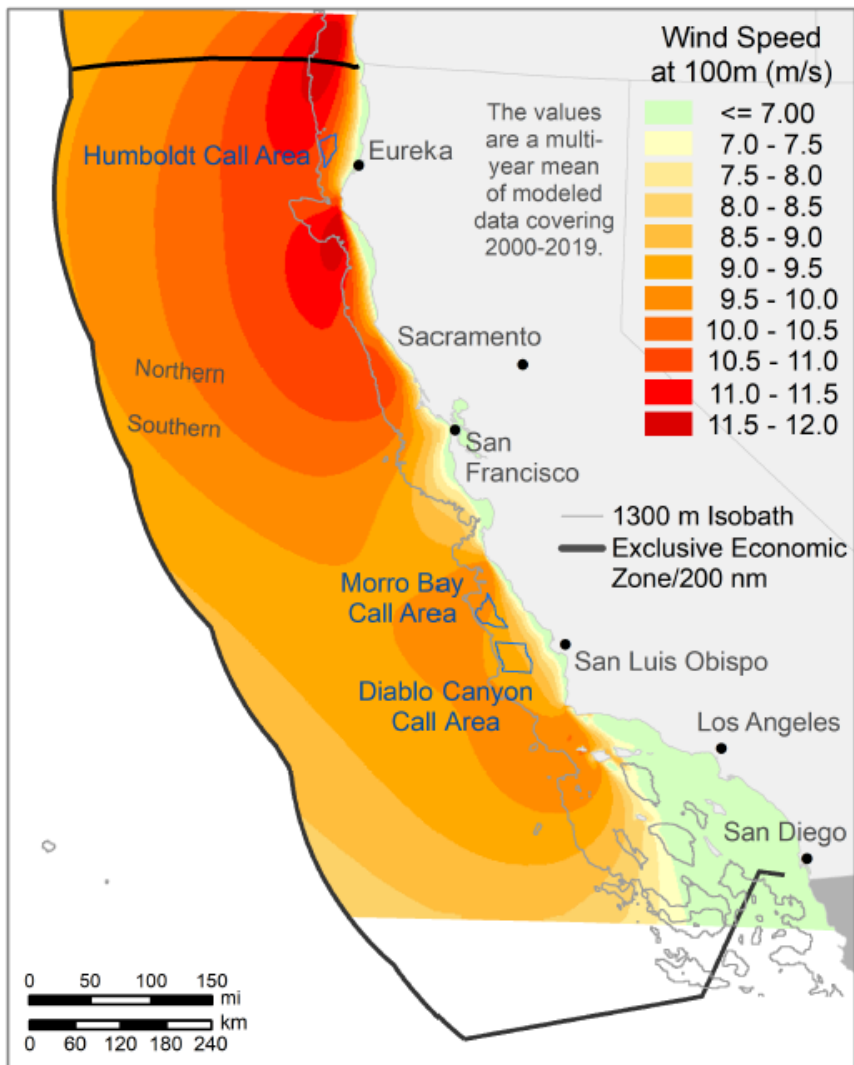 Wind Speed
at 100m (m/s)
<= 7.00
7.0 - 7.5
7.5 - 8.0
8.0 - 8.5
8.5 - 9.0
9.0 - 9.5
9.5 - 10.0
10.0 - 10.5
10.5 - 11.0
11.0 - 11.5
11.5 - 12.0
The values
are a multi-
year mean
of modeled
data covering
2000-2019.
Humboldt Call Area
Eureka
Sacramento
Northern
Southern
San
Francisco
1300 m Isobath
Exclusive Economic
Zone/200 nm
Morro Bay
Call Area
San Luis Obispo
Diablo Canyon
Call Area
Los Angeles
San Diego
0 50 100 150
mi
km
0 60 120 180 240